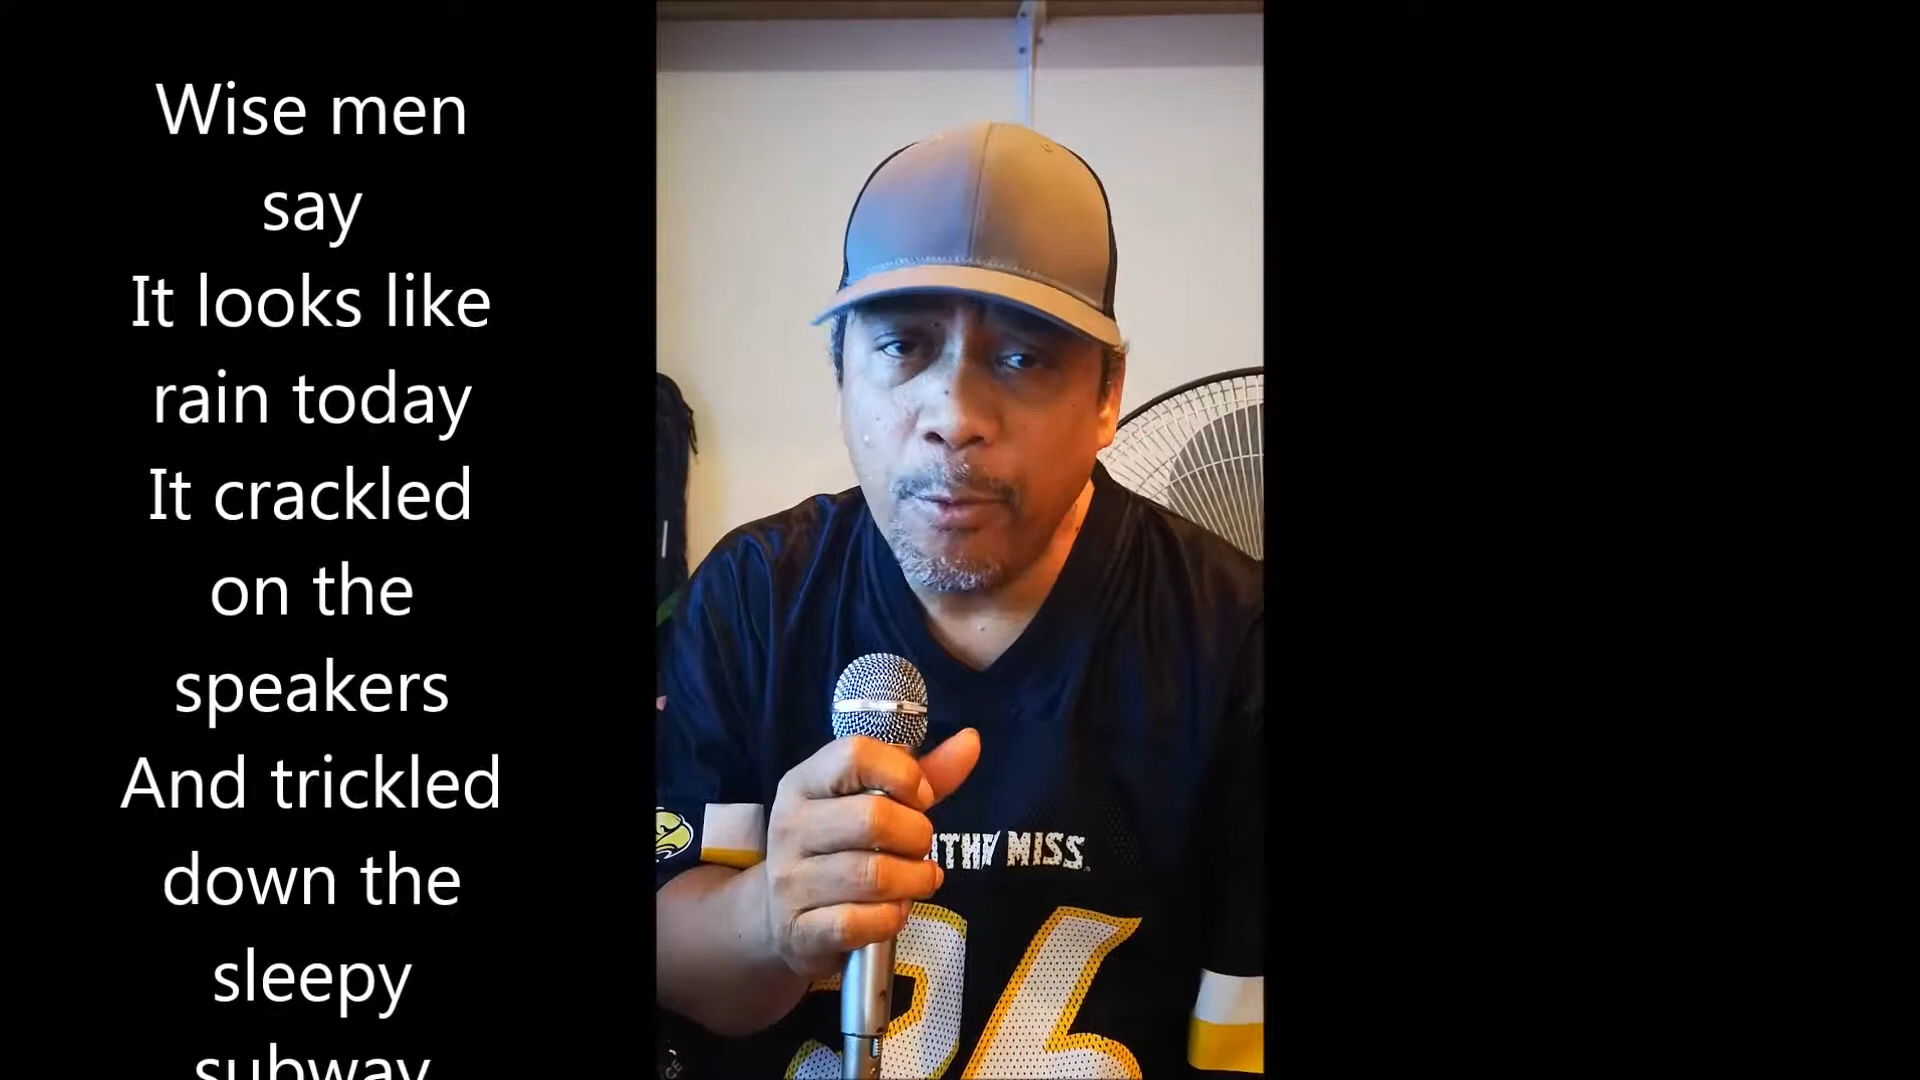 Wise men
say
It looks like
rain today
It crackled
on the
speakers
And trickled
down the
sleepy
subway
MISS